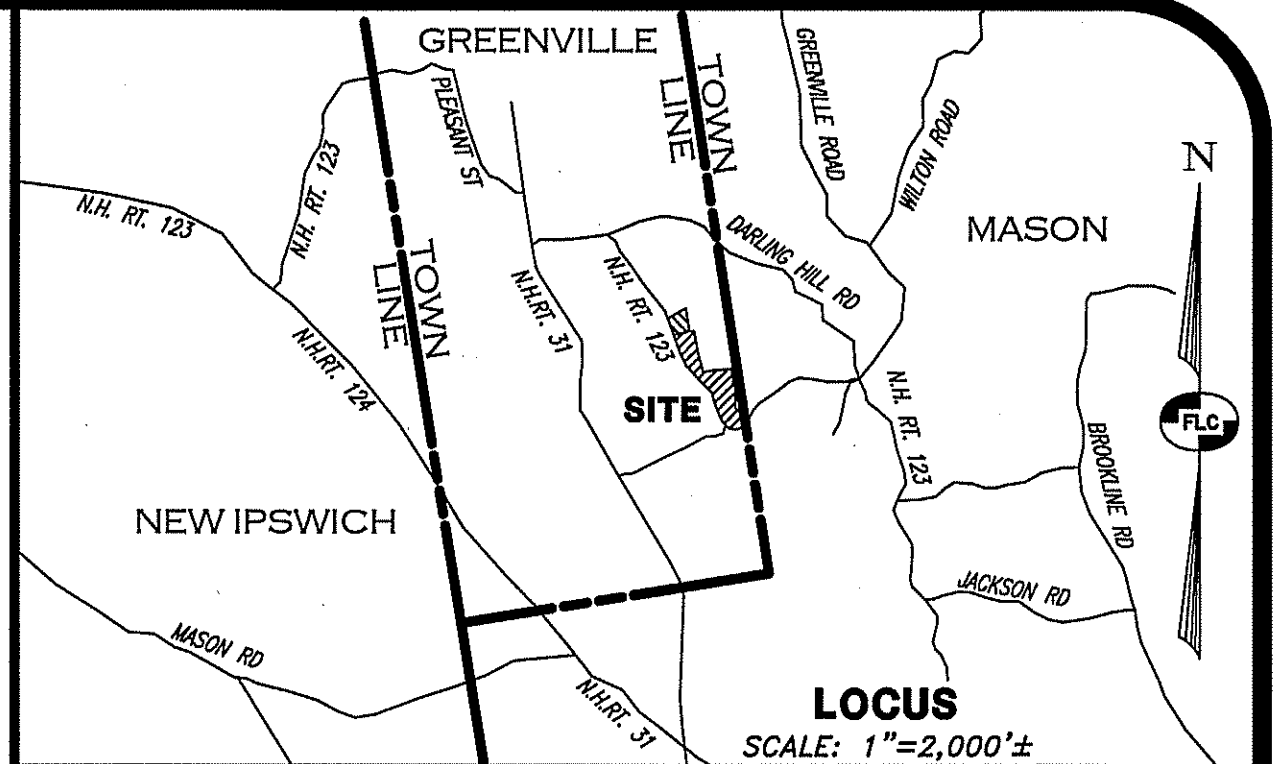 GREENVILLE
TOWN LINE
GREENVILLE ROAD
WILTON ROAD
N
PLEASANT ST
N.H. RT. 123
N.H. RT. 123
MASON
DARLING HILL RD
TOWN LINE
N.H.RT. 31
N.H. RT. 123
N.H.RT. 124
SITE
N.H. RT. 123
FLC
BROOKLINE RD
NEW IPSWICH
JACKSON RD
MASON RD
N.H.RT. 31
LOCUS
SCALE: 1"=2,000'±